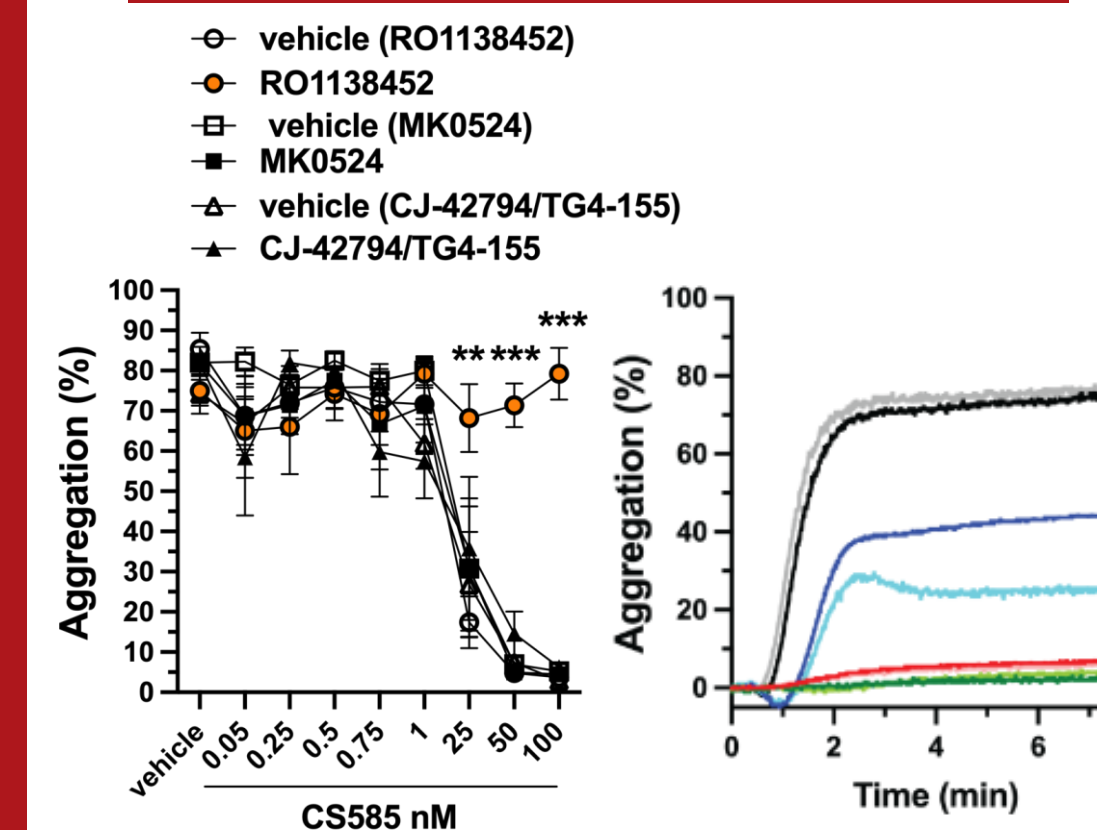 vehicle (RO1138452)
RO1138452
vehicle (MK0524)
MK0524
vehicle (CJ-42794/TG4-155)
CJ-42794/TG4-155
Aggregation (%)
100
90
80
70
60
50
40
30
20
10
0
** *** ***
vehicle 0.05 0.25 0.5 0.75 1 25 50 100
CS585 nM
Aggregation (%)
100
80
60
40
20
0
0 2 4 6
Time (min)